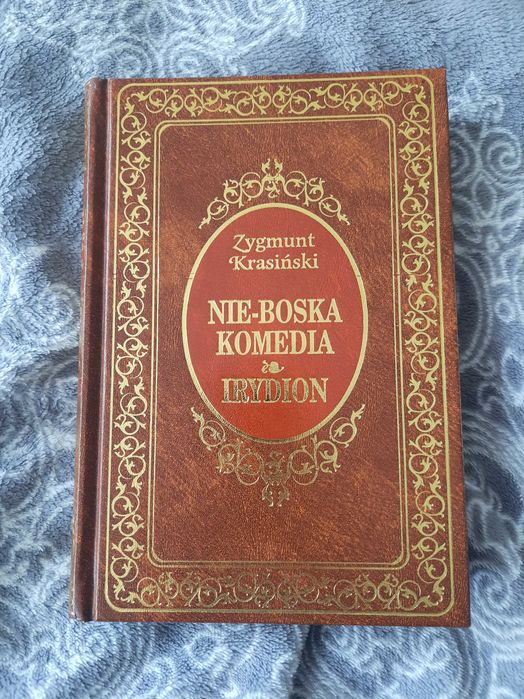 Zygmunt
Krasiński
NIE-BOSKA
KOMEDIA
IRYDION